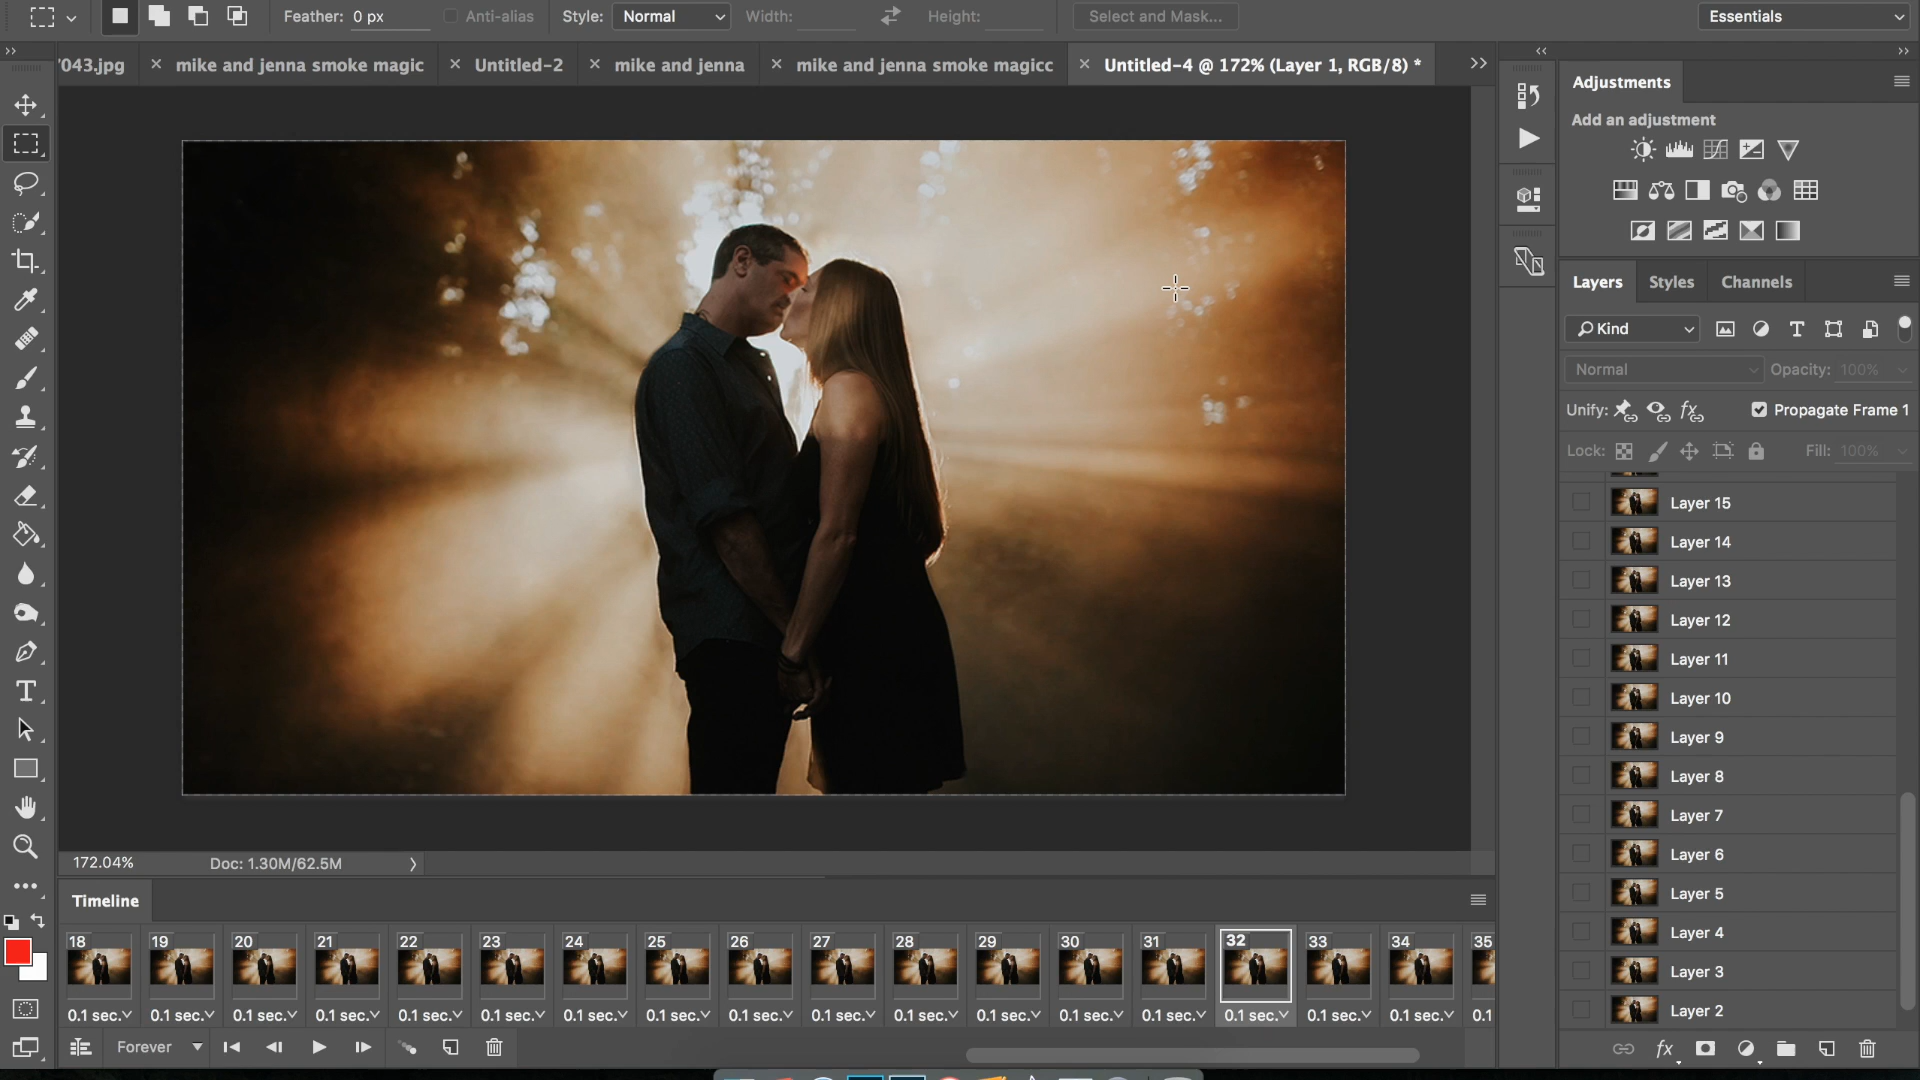 Feather: 0 px Anti-alias Style: Normal Width: Height: Select and Mask... Essentials
'043.jpg × mike and jenna smoke magic × Untitled-2 × mike and jenna × mike and jenna smoke magicc × Untitled-4 @ 172% (Layer 1, RGB/8) *
Adjustments
Add an adjustment
Layers Styles Channels
Kind
Normal Opacity: 100%
Unify: Propagate Frame 1
Lock: Fill: 100%
Layer 15
Layer 14
Layer 13
Layer 12
Layer 11
Layer 10
Layer 9
Layer 8
Layer 7
Layer 6
Layer 5
Layer 4
Layer 3
Layer 2
172.04% Doc: 1.30M/62.5M
Timeline
18 19 20 21 22 23 24 25 26 27 28 29 30 31 32 33 34 35
0.1 sec. 0.1 sec. 0.1 sec. 0.1 sec. 0.1 sec. 0.1 sec. 0.1 sec. 0.1 sec. 0.1 sec. 0.1 sec. 0.1 sec. 0.1 sec. 0.1 sec. 0.1 sec. 0.1 sec. 0.1 sec. 0.1 sec. 0.1
Forever